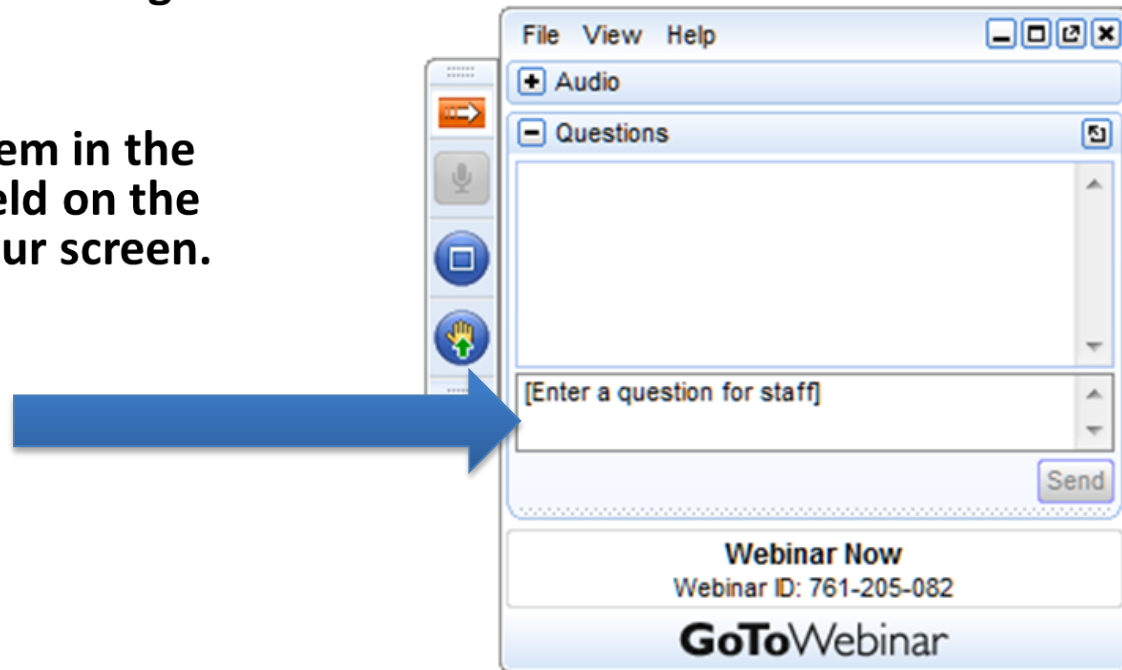 em in the
eld on the
ur screen.
File View Help
Audio
Questions
[Enter a question for staff]
Send
Webinar Now
Webinar ID: 761-205-082
GoToWebinar